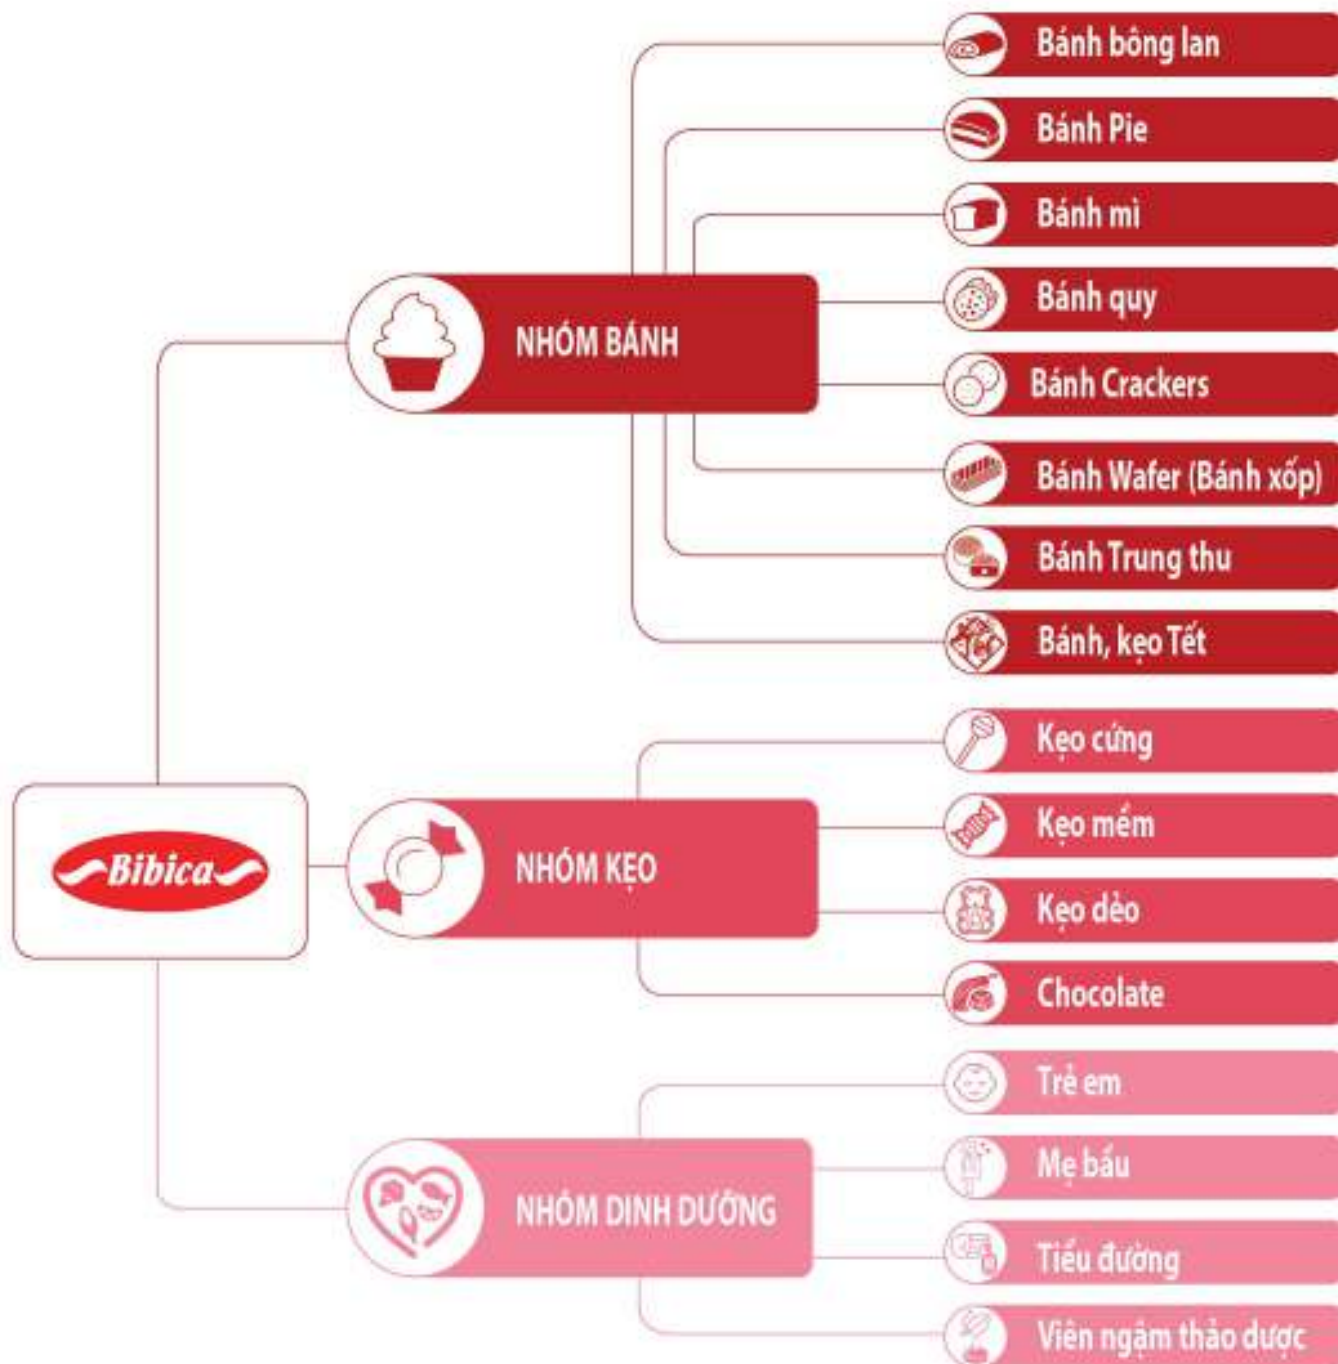 Bánh bông lan
Bánh Pie
Bánh mì
Bánh quy
NHÓM BÁNH
Bánh Crackers
Bánh Wafer (Bánh xốp)
Bánh Trung thu
Bánh, kẹo Tết
Kẹo cứng
Kẹo mềm
Bibica
NHÓM KẸO
Kẹo dẻo
Chocolate
Trẻ em
Mẹ bầu
NHÓM DINH DƯỠNG
Tiểu đường
Viên ngậm thảo dược